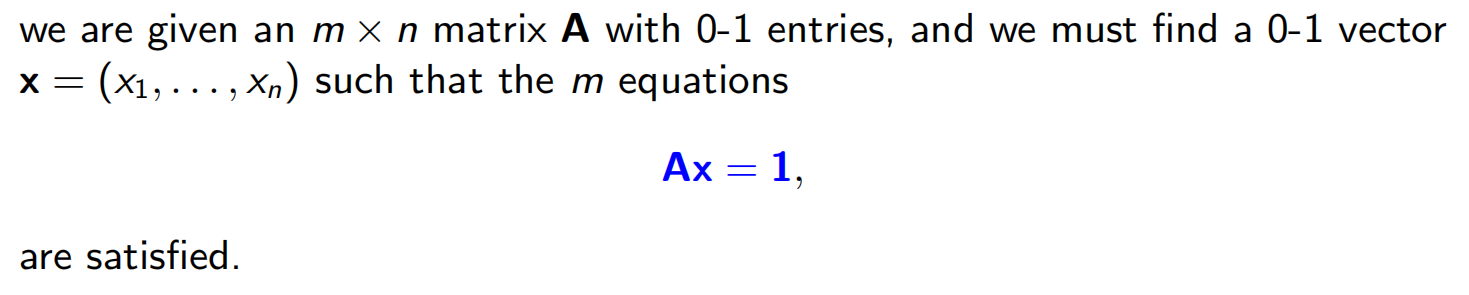 we are given an m × n matrix A with 0-1 entries, and we must find a 0-1 vector
x = (x₁, . . . , xₙ) such that the m equations
Ax = 1,
are satisfied.